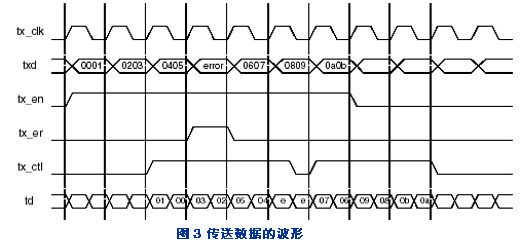 tx_clk
txd 0001 0203 0405 error 0607 0809 0a0b
tx_en
tx_er
tx_ctl
td 01 00 03 02 05 04 e e 07 06 09 08 0b 0a
图 3 传送数据的波形